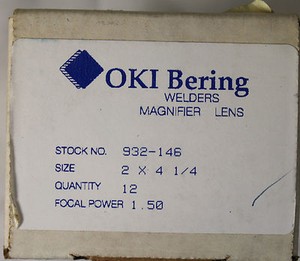 OKI Bering
WELDERS
MAGNIFIER LENS
STOCK NO. 932-146
SIZE 2 X 4 1/4
QUANTITY 12
FOCAL POWER 1.50